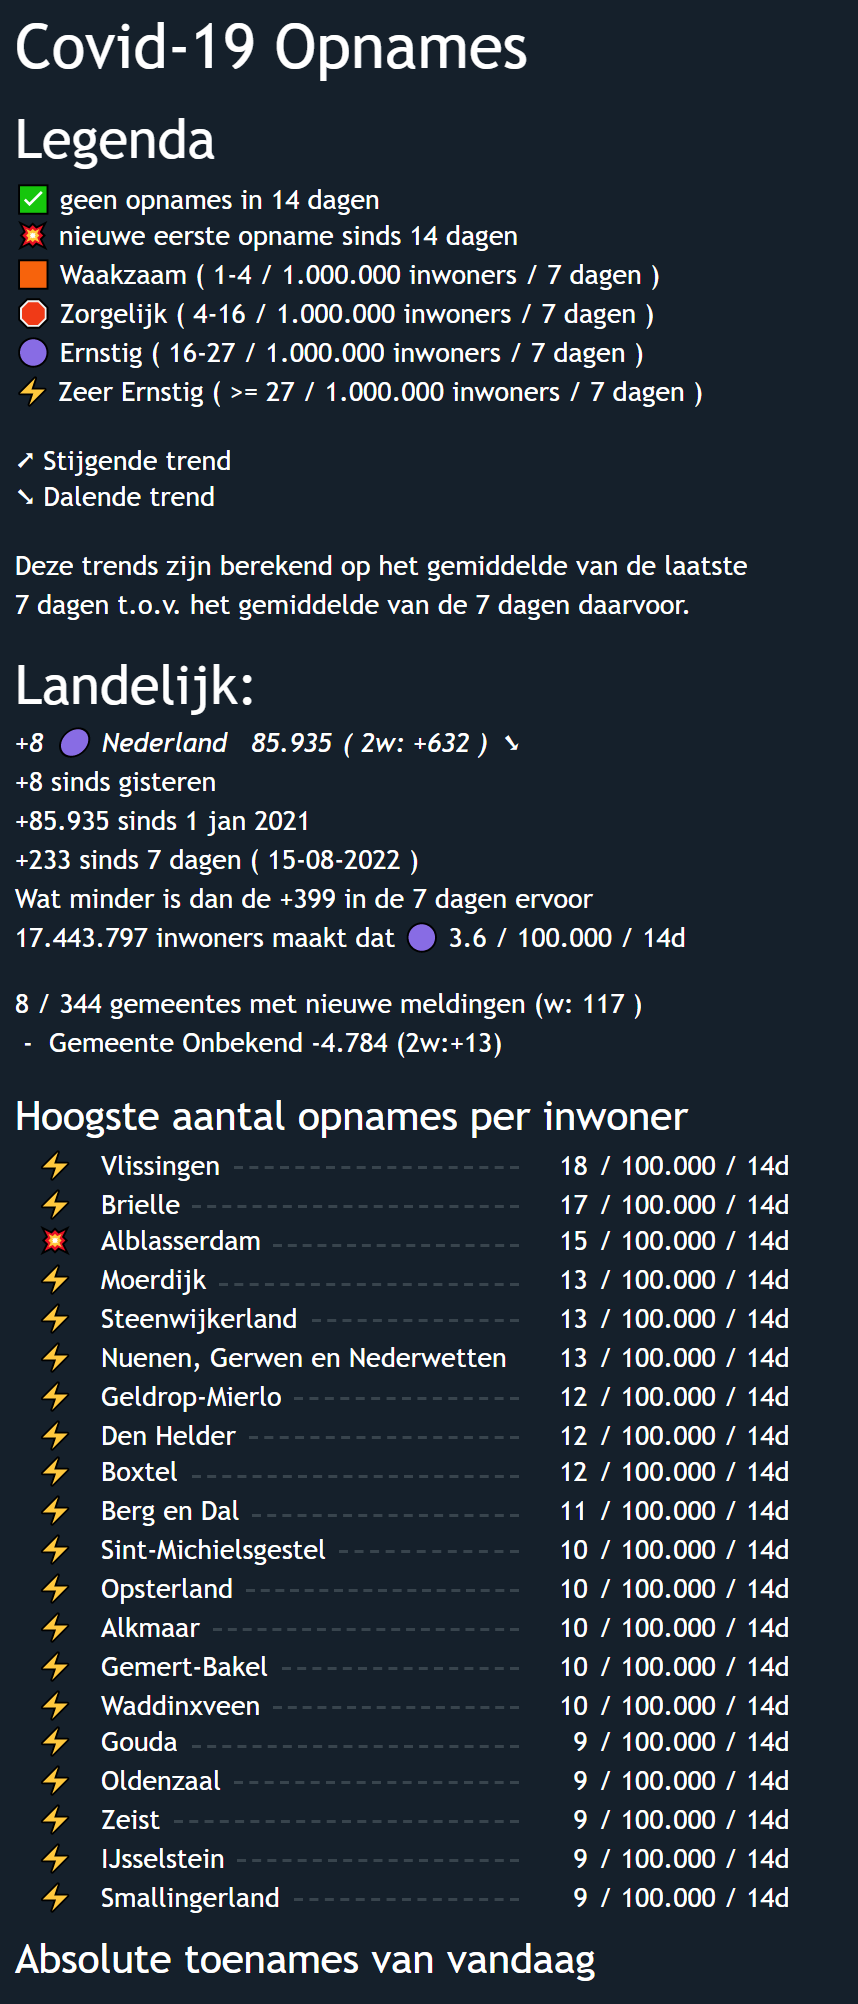 Covid-19 Opnames
Legenda
✅ geen opnames in 14 dagen
💥 nieuwe eerste opname sinds 14 dagen
🟧 Waakzaam ( 1-4 / 1.000.000 inwoners / 7 dagen )
🛑 Zorgelijk ( 4-16 / 1.000.000 inwoners / 7 dagen )
🟣 Ernstig ( 16-27 / 1.000.000 inwoners / 7 dagen )
⚡ Zeer Ernstig ( >= 27 / 1.000.000 inwoners / 7 dagen )
➚ Stijgende trend
➘ Dalende trend
Deze trends zijn berekend op het gemiddelde van de laatste
7 dagen t.o.v. het gemiddelde van de 7 dagen daarvoor.
Landelijk:
+8 🟣 Nederland 85.935 ( 2w: +632 ) ➘
+8 sinds gisteren
+85.935 sinds 1 jan 2021
+233 sinds 7 dagen ( 15-08-2022 )
Wat minder is dan de +399 in de 7 dagen ervoor
17.443.797 inwoners maakt dat 🟣 3.6 / 100.000 / 14d
8 / 344 gemeentes met nieuwe meldingen (w: 117 )
- Gemeente Onbekend -4.784 (2w:+13)
Hoogste aantal opnames per inwoner
⚡ Vlissingen 18 / 100.000 / 14d
⚡ Brielle 17 / 100.000 / 14d
💥 Alblasserdam 15 / 100.000 / 14d
⚡ Moerdijk 13 / 100.000 / 14d
⚡ Steenwijkerland 13 / 100.000 / 14d
⚡ Nuenen, Gerwen en Nederwetten 13 / 100.000 / 14d
⚡ Geldrop-Mierlo 12 / 100.000 / 14d
⚡ Den Helder 12 / 100.000 / 14d
⚡ Boxtel 12 / 100.000 / 14d
⚡ Berg en Dal 11 / 100.000 / 14d
⚡ Sint-Michielsgestel 10 / 100.000 / 14d
⚡ Opsterland 10 / 100.000 / 14d
⚡ Alkmaar 10 / 100.000 / 14d
⚡ Gemert-Bakel 10 / 100.000 / 14d
⚡ Waddinxveen 10 / 100.000 / 14d
⚡ Gouda 9 / 100.000 / 14d
⚡ Oldenzaal 9 / 100.000 / 14d
⚡ Zeist 9 / 100.000 / 14d
⚡ IJsselstein 9 / 100.000 / 14d
⚡ Smallingerland 9 / 100.000 / 14d
Absolute toenames van vandaag